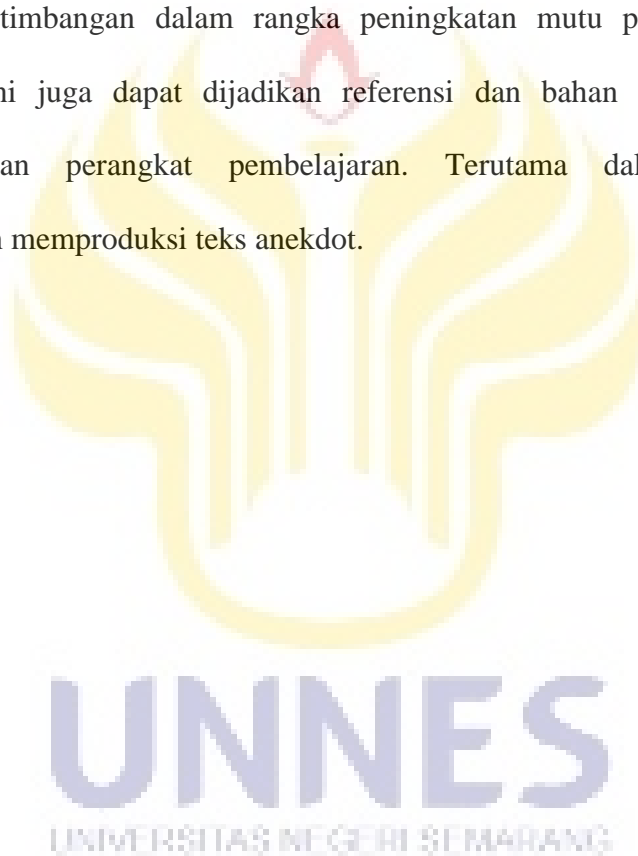 timbangan dalam rangka peningkatan mutu p
ni juga dapat dijadikan referensi dan bahan
an perangkat pembelajaran. Terutama dal
memproduksi teks anekdot.
UNNES
UNIVERSITAS NEGERI SEMARANG